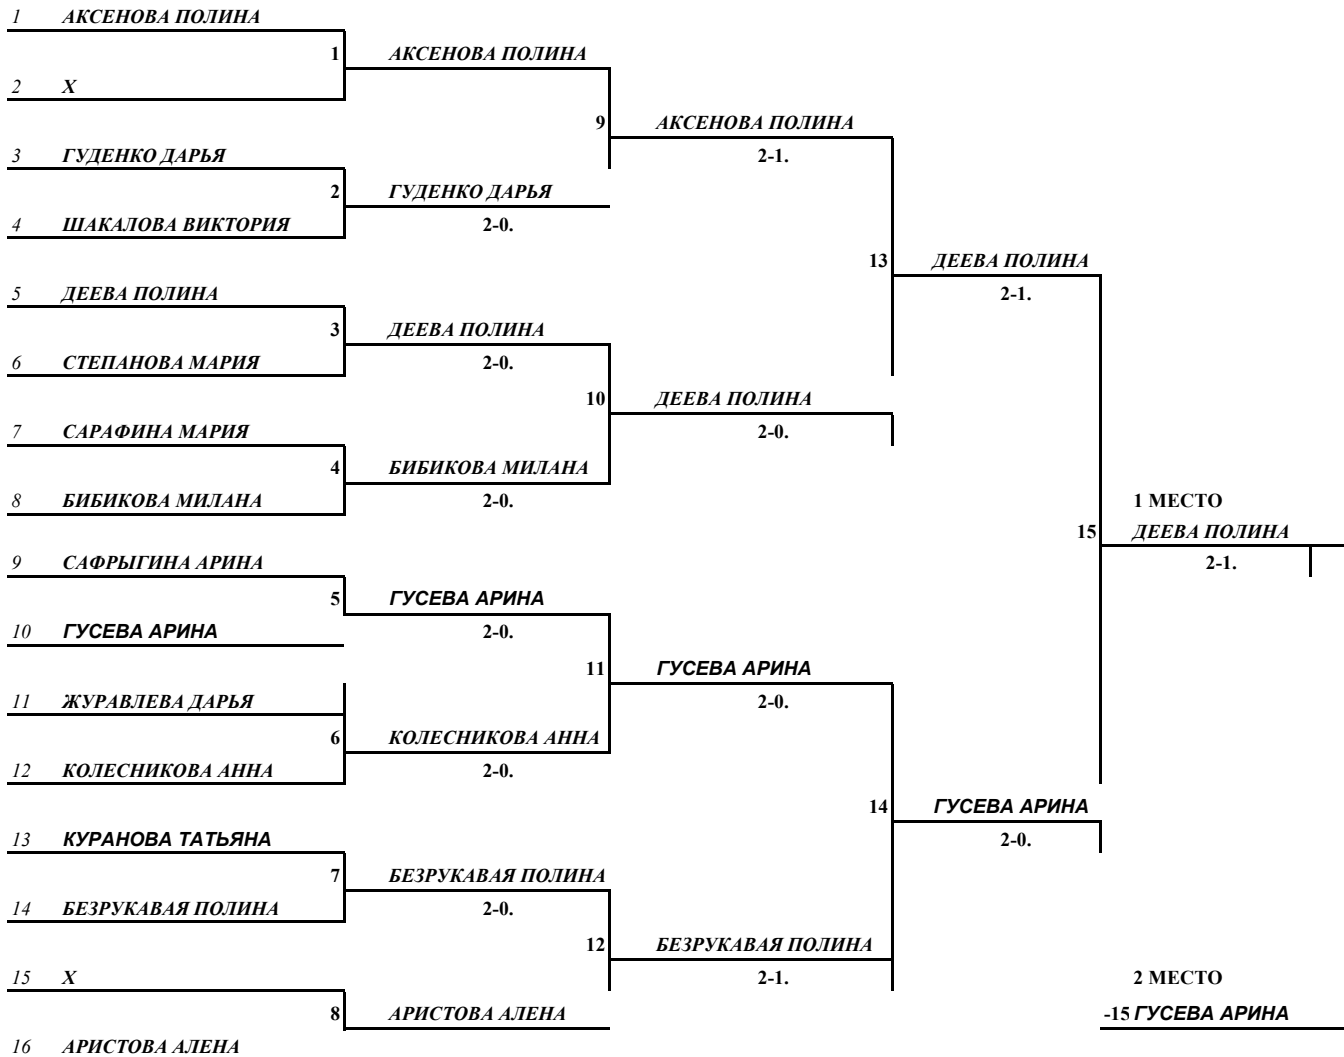 1 АКСЕНОВА ПОЛИНА
1 АКСЕНОВА ПОЛИНА
2 Х
9 АКСЕНОВА ПОЛИНА
3 ГУДЕНКО ДАРЬЯ 2-1.
2 ГУДЕНКО ДАРЬЯ
4 ШАКАЛОВА ВИКТОРИЯ 2-0.
13 ДЕЕВА ПОЛИНА
5 ДЕЕВА ПОЛИНА 2-1.
3 ДЕЕВА ПОЛИНА
6 СТЕПАНОВА МАРИЯ 2-0.
10 ДЕЕВА ПОЛИНА
7 САРАФИНА МАРИЯ 2-0.
4 БИБИКОВА МИЛАНА
8 БИБИКОВА МИЛАНА 2-0. 1 МЕСТО
15 ДЕЕВА ПОЛИНА
9 САФРЫГИНА АРИНА 2-1.
5 ГУСЕВА АРИНА
10 ГУСЕВА АРИНА 2-0.
11 ГУСЕВА АРИНА
11 ЖУРАВЛЕВА ДАРЬЯ 2-0.
6 КОЛЕСНИКОВА АННА
12 КОЛЕСНИКОВА АННА 2-0.
14 ГУСЕВА АРИНА
13 КУРАНОВА ТАТЬЯНА 2-0.
7 БЕЗРУКАВАЯ ПОЛИНА
14 БЕЗРУКАВАЯ ПОЛИНА 2-0.
12 БЕЗРУКАВАЯ ПОЛИНА
15 Х 2-1. 2 МЕСТО
8 АРИСТОВА АЛЕНА -15 ГУСЕВА АРИНА
16 АРИСТОВА АЛЕНА